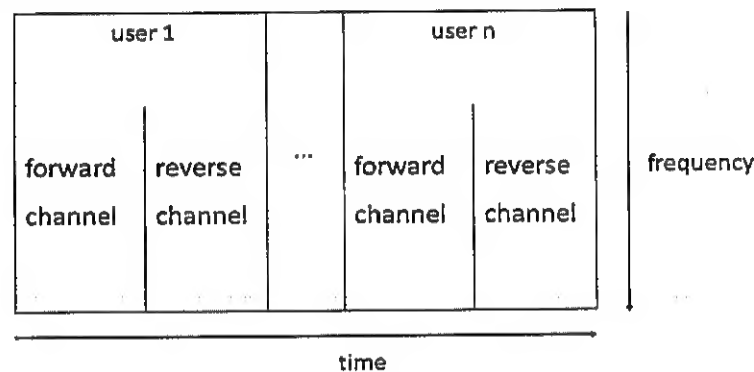 user 1
user n
forward
channel
reverse
channel
...
forward
channel
reverse
channel
frequency
time